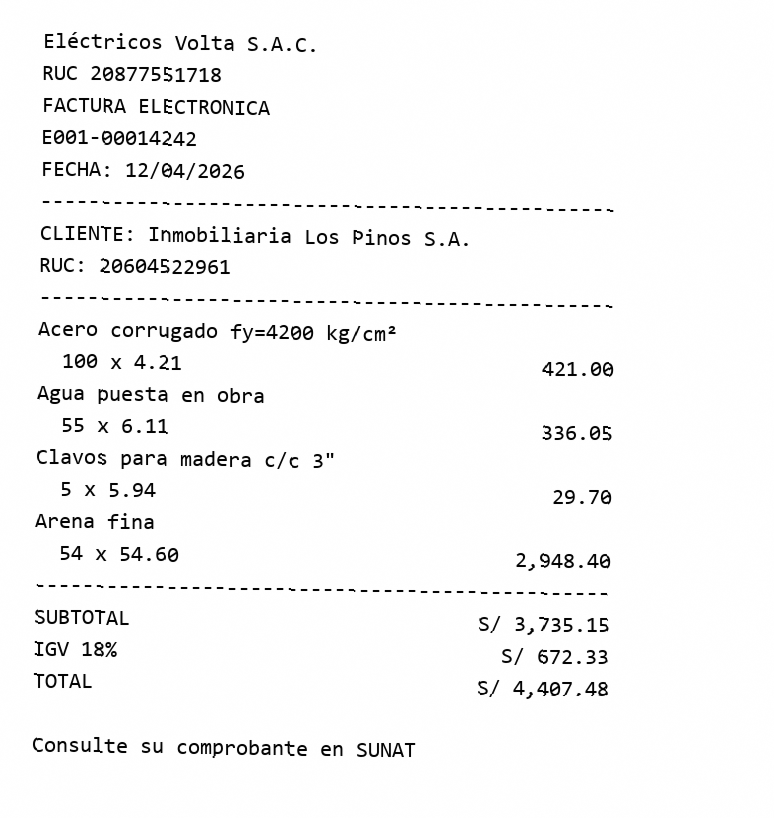 Eléctricos Volta S.A.C.
RUC 20877551718
FACTURA ELECTRONICA
E001-00014242
FECHA: 12/04/2026
------------------------------------------------
CLIENTE: Inmobiliaria Los Pinos S.A.
RUC: 20604522961
------------------------------------------------
Acero corrugado fy=4200 kg/cm²
100 x 4.21 421.00
Agua puesta en obra
55 x 6.11 336.05
Clavos para madera c/c 3"
5 x 5.94 29.70
Arena fina
54 x 54.60 2,948.40
------------------------------------------------
SUBTOTAL S/ 3,735.15
IGV 18% S/ 672.33
TOTAL S/ 4,407.48
Consulte su comprobante en SUNAT